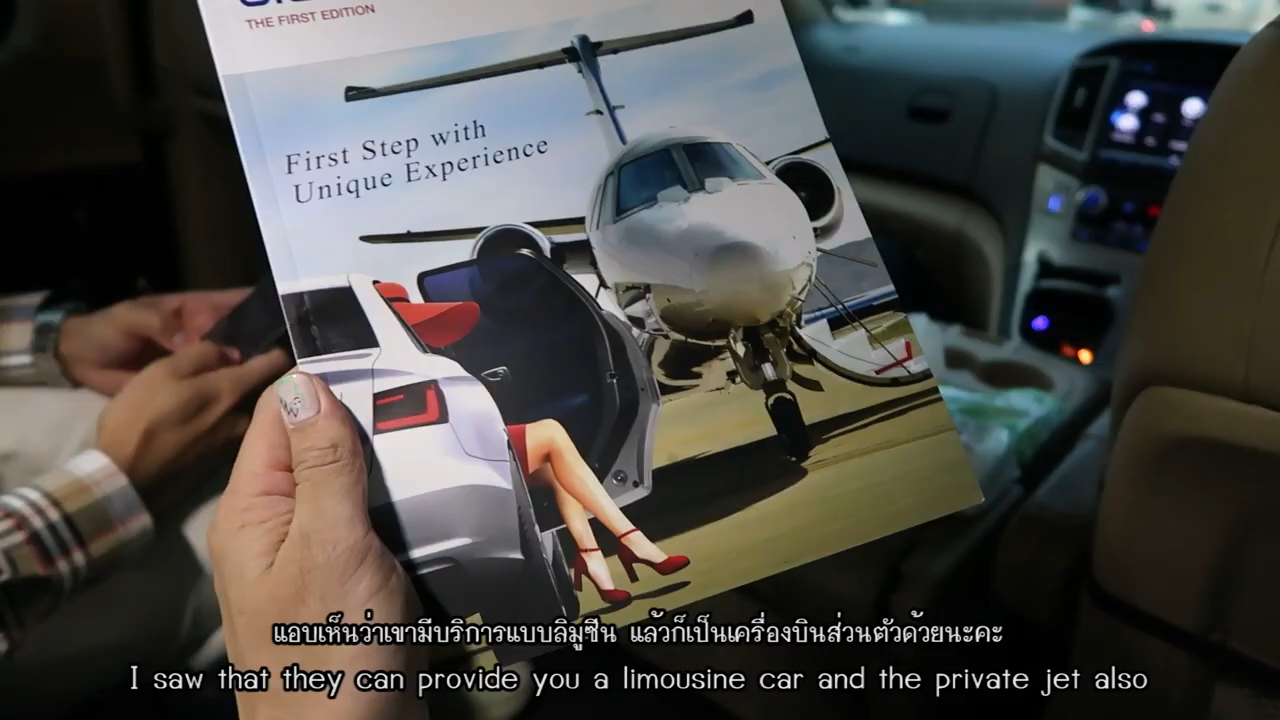 THE FIRST EDITION
First Step with
Unique Experience
แอบเห็นว่าเขามีบริการแบบลิมูซีน แล้วก็เป็นเครื่องบินส่วนตัวด้วยนะคะ
I saw that they can provide you a limousine car and the private jet also